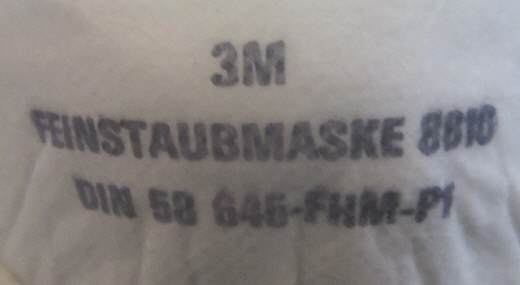 3M
FEINSTAUBMASKE 8810
DIN 58 645-FHM-P1